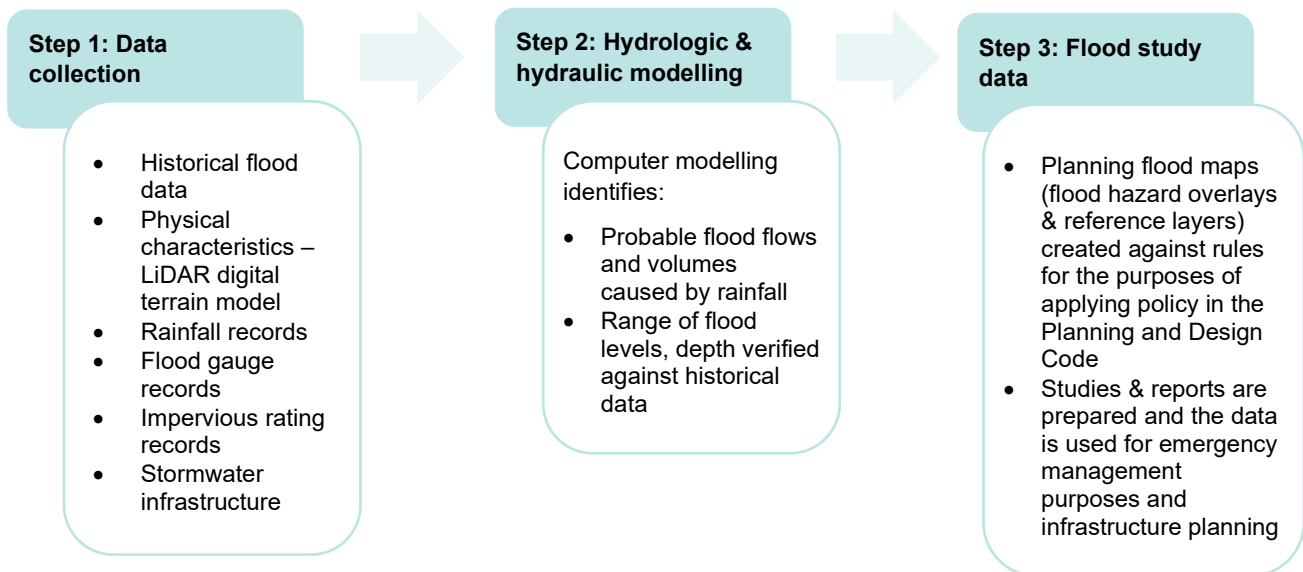 Step 1: Data
collection
• Historical flood
data
• Physical
characteristics –
LiDAR digital
terrain model
• Rainfall records
• Flood gauge
records
• Impervious rating
records
• Stormwater
infrastructure
Step 2: Hydrologic &
hydraulic modelling
Computer modelling
identifies:
• Probable flood flows
and volumes
caused by rainfall
• Range of flood
levels, depth verified
against historical
data
Step 3: Flood study
data
• Planning flood maps
(flood hazard overlays
& reference layers)
created against rules
for the purposes of
applying policy in the
Planning and Design
Code
• Studies & reports are
prepared and the data
is used for emergency
management
purposes and
infrastructure planning